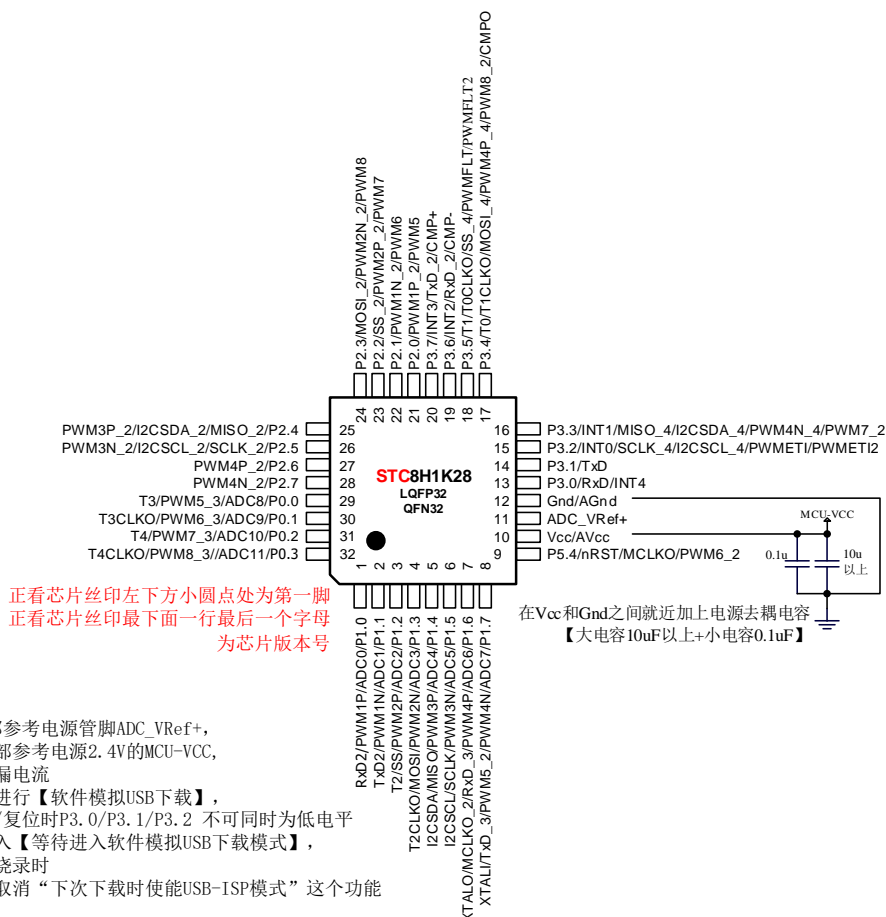 P2.3/MOSI_2/PWM2N_2/PWM8
P2.2/SS_2/PWM2P_2/PWM7
P2.1/PWM1N_2/PWM6
P2.0/PWM1P_2/PWM5
P3.7/INT3/TxD_2/CMP+
P3.6/INT2/RxD_2/CMP-
P3.5/T1/T0CLKO/SS_4/PWMFLT/PWMFLT2
P3.4/T0/T1CLKO/MOSI_4/PWM4P_4/PWM8_2/CMPO
24 23 22 21 20 19 18 17
PWM3P_2/I2CSDA_2/MISO_2/P2.4 25
PWM3N_2/I2CSCL_2/SCLK_2/P2.5 26
PWM4P_2/P2.6 27
PWM4N_2/P2.7 28
T3/PWM5_3/ADC8/P0.0 29
T3CLKO/PWM6_3/ADC9/P0.1 30
T4/PWM7_3/ADC10/P0.2 31
T4CLKO/PWM8_3//ADC11/P0.3 32
STC8H1K28
LQFP32
QFN32
16 P3.3/INT1/MISO_4/I2CSDA_4/PWM4N_4/PWM7_2
15 P3.2/INT0/SCLK_4/I2CSCL_4/PWMETI/PWMETI2
14 P3.1/TxD
13 P3.0/RxD/INT4
12 Gnd/AGnd
11 ADC_VRef+
10 Vcc/AVcc
9 P5.4/nRST/MCLKO/PWM6_2
MCU-VCC
0.1u
10u
以上
1 2 3 4 5 6 7 8
RxD2/PWM1P/ADC0/P1.0
TxD2/PWM1N/ADC1/P1.1
T2/SS/PWM2P/ADC2/P1.2
T2CLKO/MOSI/PWM2N/ADC3/P1.3
I2CSDA/MISO/PWM3P/ADC4/P1.4
I2CSCL/SCLK/PWM3N/ADC5/P1.5
XTALO/MCLKO_2/RxD_3/PWM4P/ADC6/P1.6
XTALI/TxD_3/PWM5_2/PWM4N/ADC7/P1.7
正看芯片丝印左下方小圆点处为第一脚
正看芯片丝印最下面一行最后一个字母
为芯片版本号
在Vcc和Gnd之间就近加上电源去耦电容
【大电容10uF以上+小电容0.1uF】
参考电源管脚ADC_VRef+,
部参考电源2.4V的MCU-VCC,
漏电流
进行【软件模拟USB下载】,
/复位时P3.0/P3.1/P3.2 不可同时为低电平
入【等待进入软件模拟USB下载模式】,
烧录时
取消“下次下载时使能USB-ISP模式”这个功能